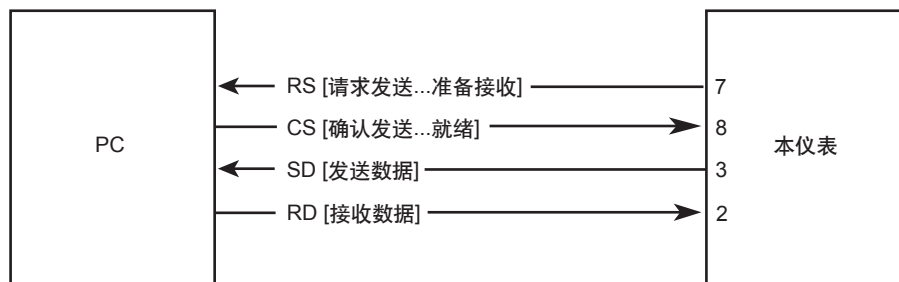 RS [请求发送...准备接收] 7
CS [确认发送...就绪] 8
PC
本仪表
SD [发送数据] 3
RD [接收数据] 2